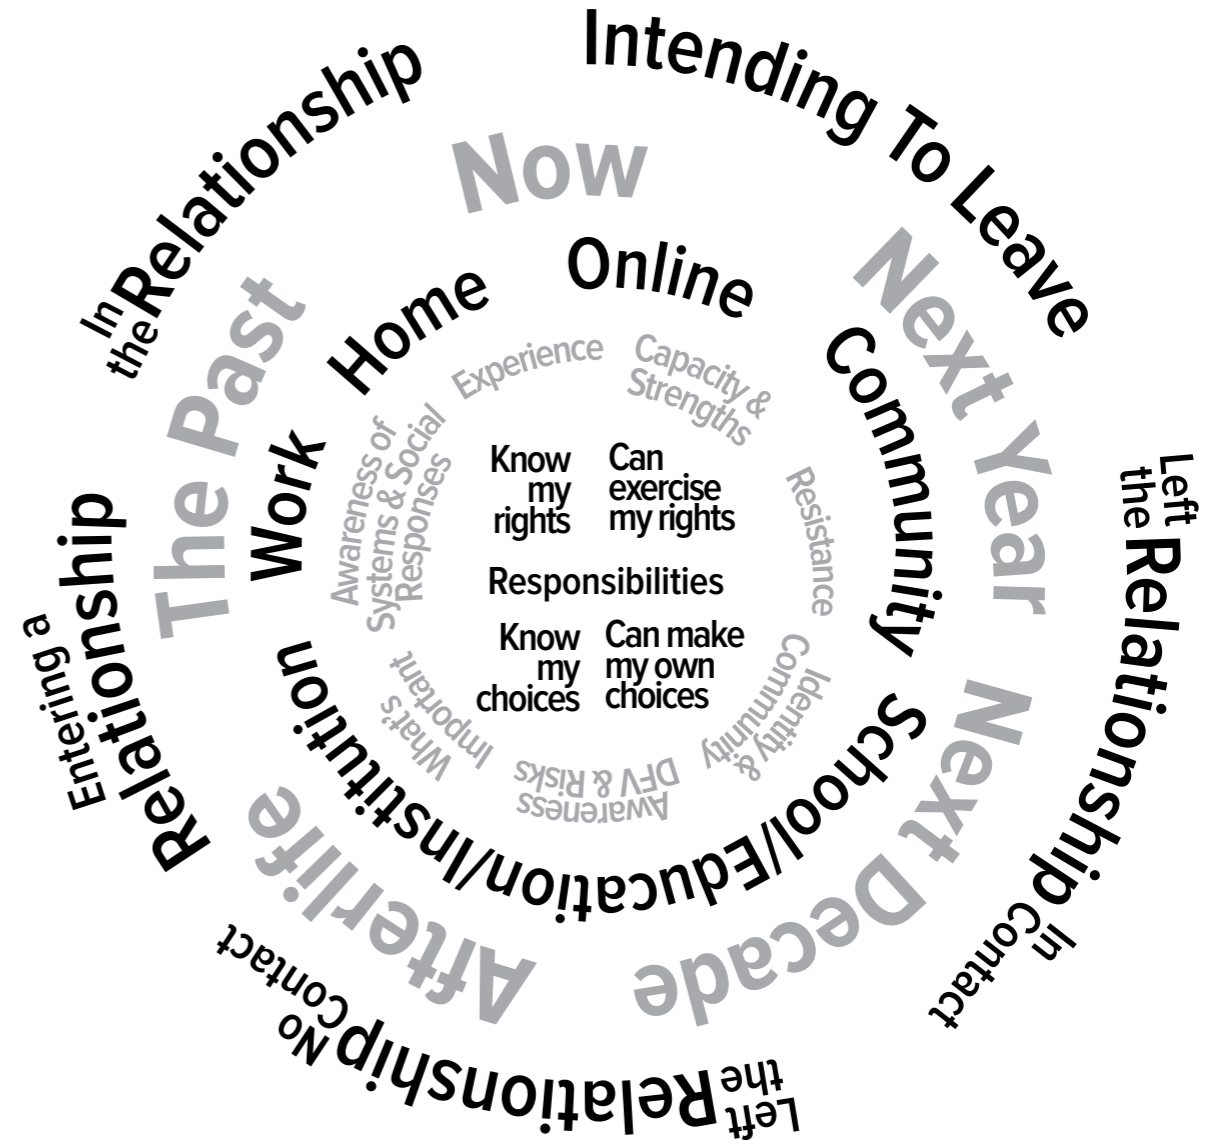 Intending To Leave
Left
the Relationship In
Contact
Left
the Relationship No
Contact
Entering a
Relationship
In
the Relationship
Now
Next Year
Next Decade
Afterlife
The Past
Online
Community
School/Education/Institution
Work
Home
Experience
Capacity &
Strengths
Resistance
Identity &
Community
Awareness
DFV & Risks
What's
Important
Awareness of
Systems & Social
Responses
Know
my
rights
Can
exercise
my rights
Responsibilities
Know
my
choices
Can make
my own
choices